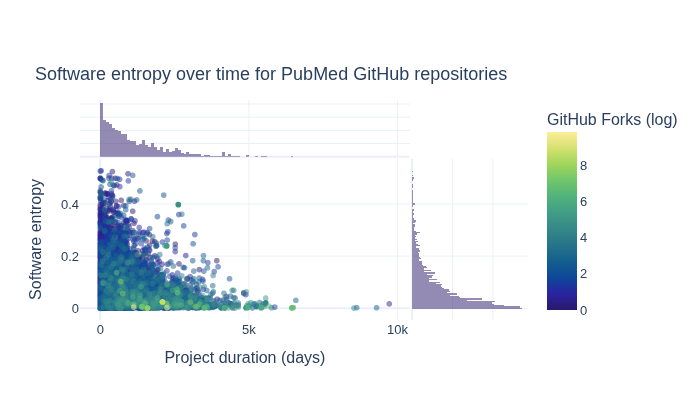 Software entropy over time for PubMed GitHub repositories
GitHub Forks (log)
Software entropy
0.4
0.2
0
0
5k
10k
Project duration (days)
8
6
4
2
0